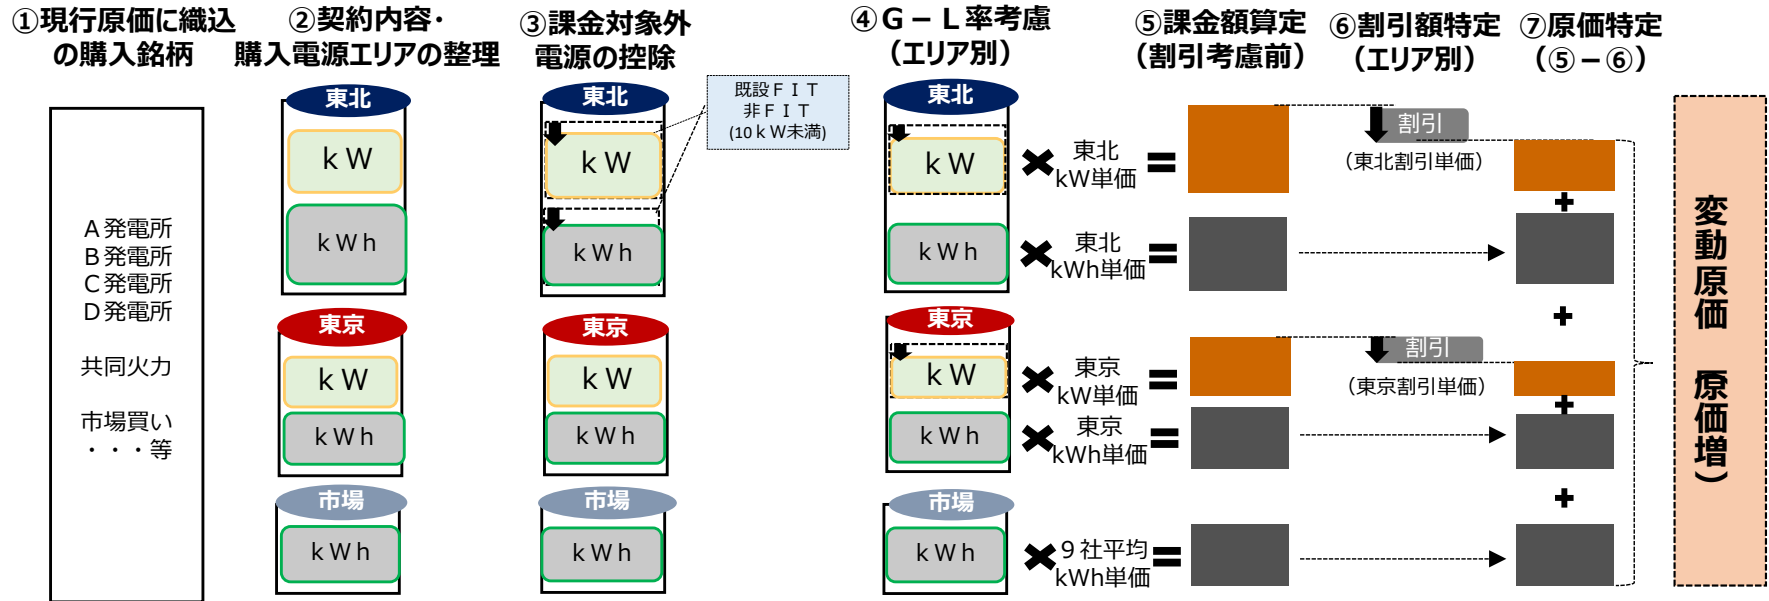 ①現行原価に織込
の購入銘柄
②契約内容・
購入電源エリアの整理
③課金対象外
電源の控除
④Ｇ－Ｌ率考慮
（エリア別）
⑤課金額算定
（割引考慮前）
⑥割引額特定
（エリア別）
⑦原価特定
（⑤－⑥）
Ａ発電所
Ｂ発電所
Ｃ発電所
Ｄ発電所
共同火力
市場買い
・・・等
東北
ｋＷ
ｋＷｈ
東京
ｋＷ
ｋＷｈ
市場
ｋＷｈ
東北
ｋＷ
ｋＷｈ
東京
ｋＷ
ｋＷｈ
市場
ｋＷｈ
既設ＦＩＴ
非ＦＩＴ
(10ｋＷ未満)
東北
ｋＷ
✖
東北
kW単価
＝
ｋＷｈ
✖
東北
kWh単価
＝
東京
ｋＷ
✖
東京
kW単価
＝
ｋＷｈ
✖
東京
kWh単価
＝
市場
ｋＷｈ
✖
９社平均
kWh単価
＝
割引
（東北割引単価）
割引
（東京割引単価）
＋
＋
＋
＋
変動原価（原価増）